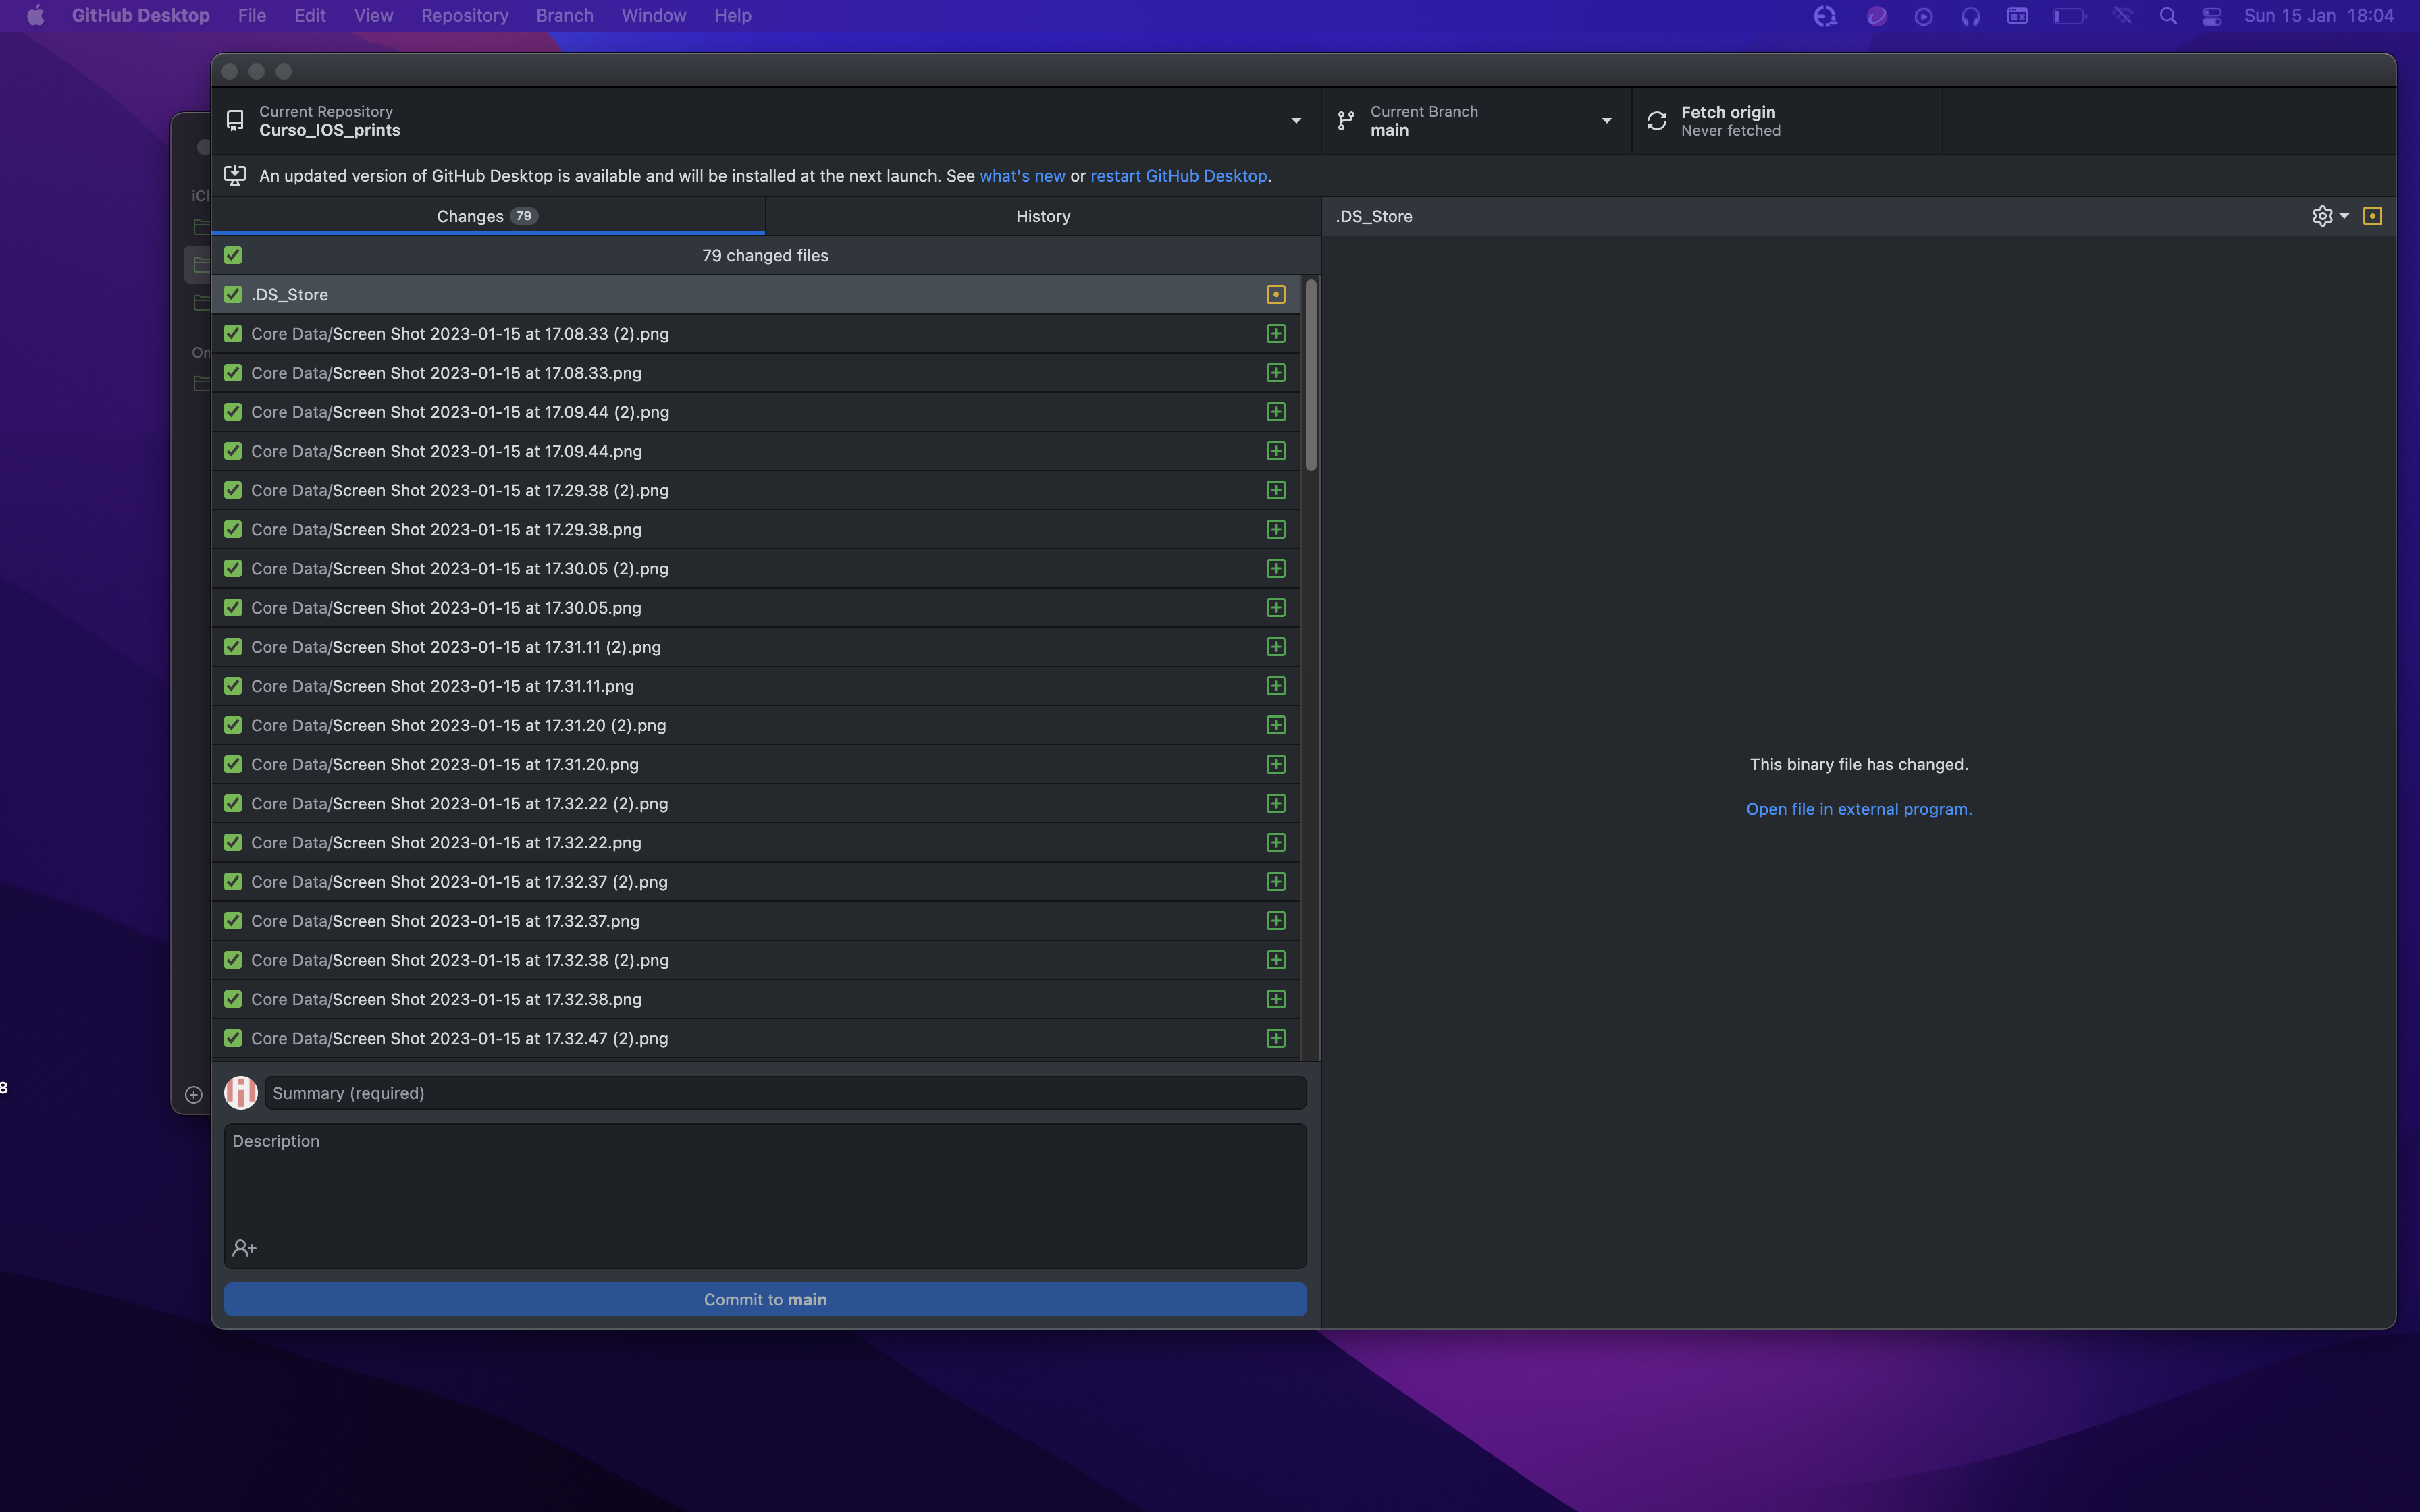 GitHub Desktop File Edit View Repository Branch Window Help
Sun 15 Jan 18:04
Current Repository
Curso_IOS_prints
Current Branch
main
Fetch origin
Never fetched
An updated version of GitHub Desktop is available and will be installed at the next launch. See what's new or restart GitHub Desktop.
Changes 79
History
.DS_Store
79 changed files
.DS_Store
Core Data/Screen Shot 2023-01-15 at 17.08.33 (2).png
Core Data/Screen Shot 2023-01-15 at 17.08.33.png
Core Data/Screen Shot 2023-01-15 at 17.09.44 (2).png
Core Data/Screen Shot 2023-01-15 at 17.09.44.png
Core Data/Screen Shot 2023-01-15 at 17.29.38 (2).png
Core Data/Screen Shot 2023-01-15 at 17.29.38.png
Core Data/Screen Shot 2023-01-15 at 17.30.05 (2).png
Core Data/Screen Shot 2023-01-15 at 17.30.05.png
Core Data/Screen Shot 2023-01-15 at 17.31.11 (2).png
Core Data/Screen Shot 2023-01-15 at 17.31.11.png
Core Data/Screen Shot 2023-01-15 at 17.31.20 (2).png
Core Data/Screen Shot 2023-01-15 at 17.31.20.png
Core Data/Screen Shot 2023-01-15 at 17.32.22 (2).png
Core Data/Screen Shot 2023-01-15 at 17.32.22.png
Core Data/Screen Shot 2023-01-15 at 17.32.37 (2).png
Core Data/Screen Shot 2023-01-15 at 17.32.37.png
Core Data/Screen Shot 2023-01-15 at 17.32.38 (2).png
Core Data/Screen Shot 2023-01-15 at 17.32.38.png
Core Data/Screen Shot 2023-01-15 at 17.32.47 (2).png
Summary (required)
Description
Commit to main
This binary file has changed.
Open file in external program.
iCl
On
8